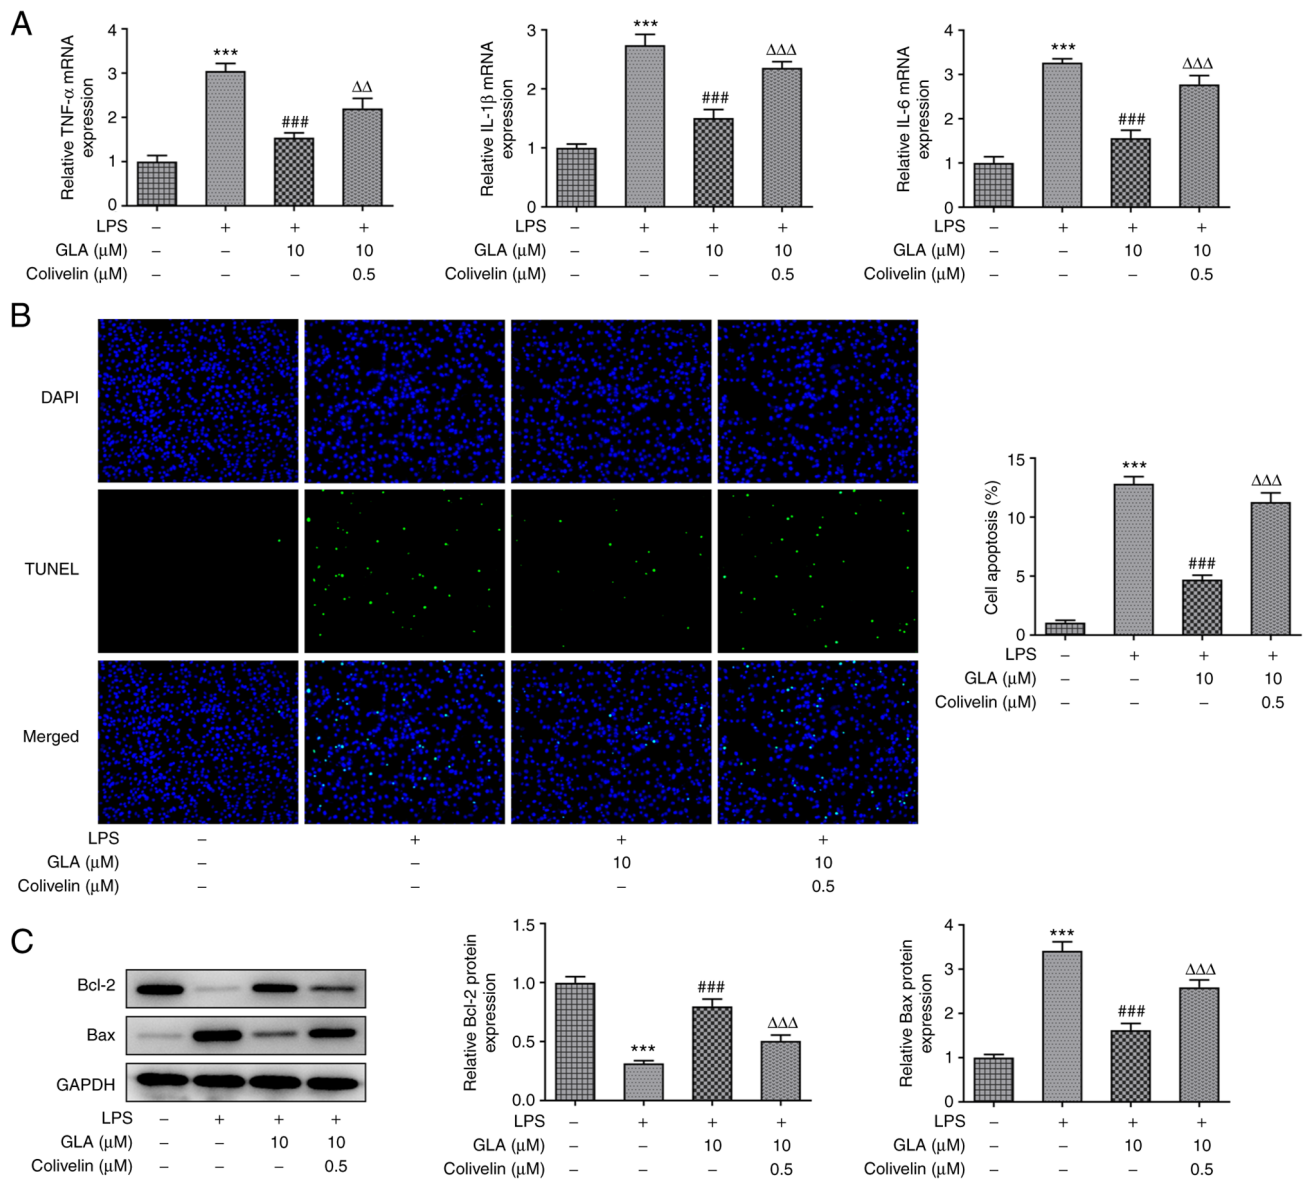 A
Relative TNF-α mRNA
expression
4
3
2
1
0
***
###
ΔΔ
LPS – + + +
GLA (μM) – – 10 10
Colivelin (μM) – – – 0.5
Relative IL-1β mRNA
expression
3
2
1
0
***
###
ΔΔΔ
LPS – + + +
GLA (μM) – – 10 10
Colivelin (μM) – – – 0.5
Relative IL-6 mRNA
expression
4
3
2
1
0
***
###
ΔΔΔ
LPS – + + +
GLA (μM) – – 10 10
Colivelin (μM) – – – 0.5
B
DAPI
TUNEL
Merged
LPS – + + +
GLA (μM) – – 10 10
Colivelin (μM) – – – 0.5
Cell apoptosis (%)
15
10
5
0
***
###
ΔΔΔ
LPS – + + +
GLA (μM) – – 10 10
Colivelin (μM) – – – 0.5
C
Bcl-2
Bax
GAPDH
LPS – + + +
GLA (μM) – – 10 10
Colivelin (μM) – – – 0.5
Relative Bcl-2 protein
expression
1.5
1.0
0.5
0.0
***
###
ΔΔΔ
LPS – + + +
GLA (μM) – – 10 10
Colivelin (μM) – – – 0.5
Relative Bax protein
expression
4
3
2
1
0
***
###
ΔΔΔ
LPS – + + +
GLA (μM) – – 10 10
Colivelin (μM) – – – 0.5